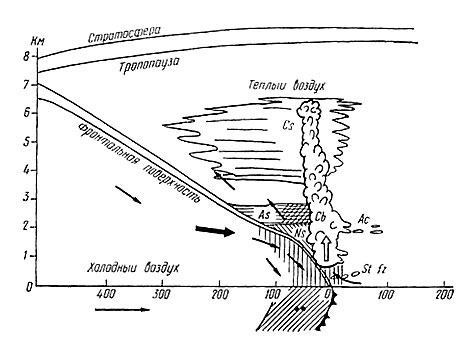 Км
Стратосфера
8
Тропопауза
7
Теплый воздух
6
Cs
5
Фронтальная поверхность
4
3
As
Cb
Ac
2
Ns
1
Холодный воздух
St fr
0
400 300 200 100 0 100 200